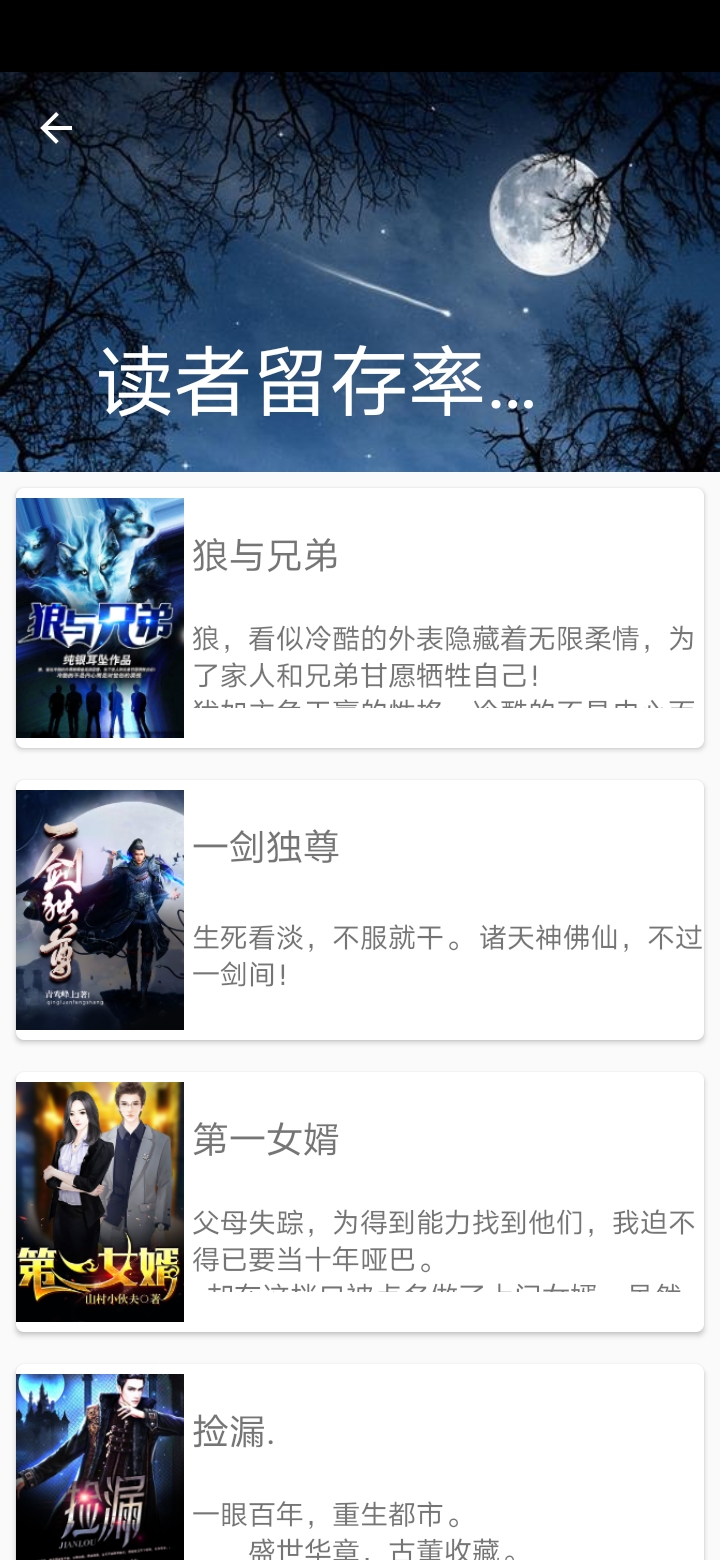 读者留存率...
狼与兄弟
纯银耳坠作品
狼与兄弟
狼，看似冷酷的外表隐藏着无限柔情，为
了家人和兄弟甘愿牺牲自己！
一剑独尊
青鸾峰上|著|
qingluanfengshang
一剑独尊
生死看淡，不服就干。诸天神佛仙，不过
一剑间！
第一女婿
山村小伙夫〇著
第一女婿
父母失踪，为得到能力找到他们，我迫不
得已要当十年哑巴。
捡漏
JIANLOU
捡漏.
一眼百年，重生都市。
盛世华章，古董收藏。